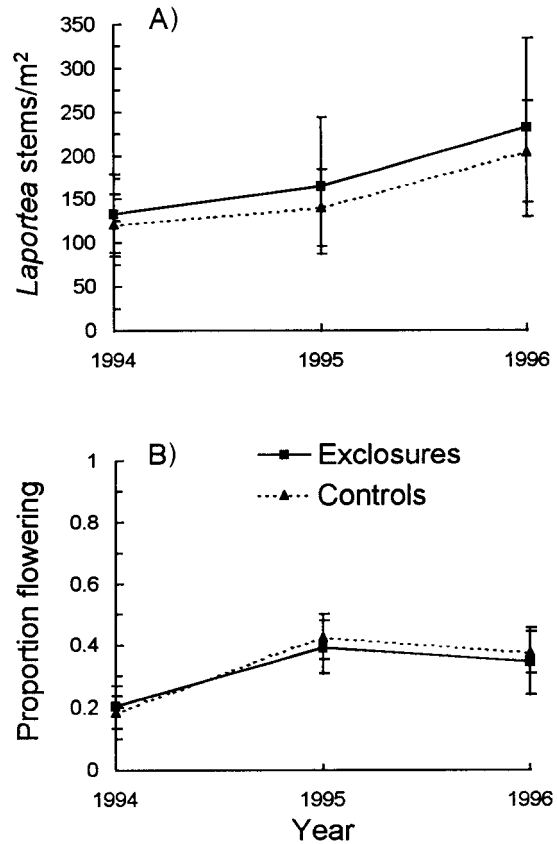 A)
Laportea stems/m²
350
300
250
200
150
100
50
0
1994 1995 1996
B)
Exclosures
Controls
Proportion flowering
1
0.8
0.6
0.4
0.2
0
1994 1995 1996
Year